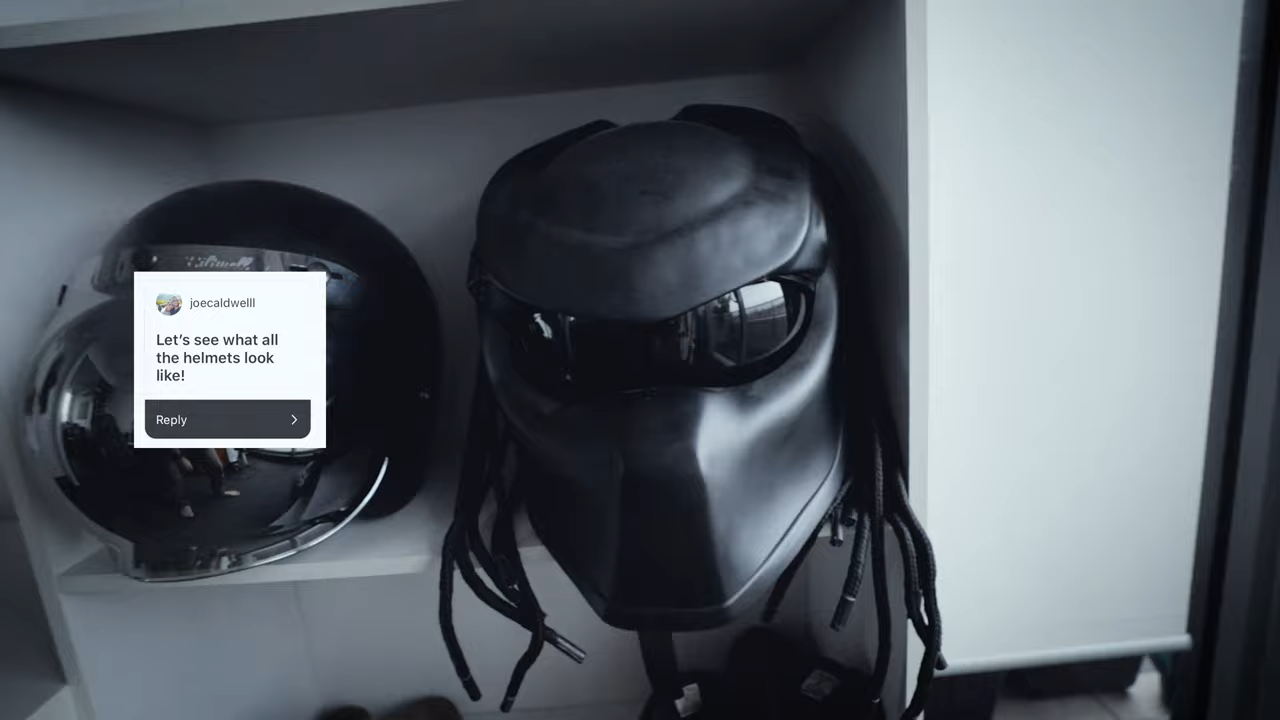 joecaldwelll
Let's see what all
the helmets look
like!
Reply